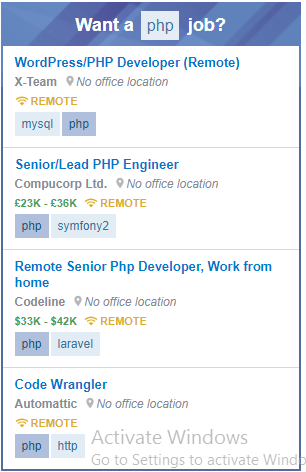 Want a php job?
WordPress/PHP Developer (Remote)
X-Team No office location
REMOTE
mysql php
Senior/Lead PHP Engineer
Compucorp Ltd. No office location
£23K - £36K REMOTE
php symfony2
Remote Senior Php Developer, Work from
home
Codeline No office location
$33K - $42K REMOTE
php laravel
Code Wrangler
Automattic No office location
REMOTE
php http
Activate Windows
Go to Settings to activate Windo